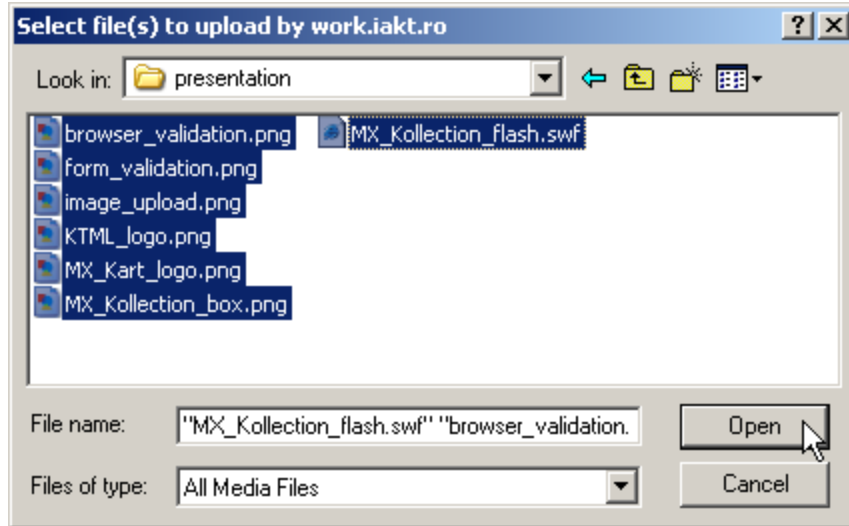 Select file(s) to upload by work.iakt.ro
Look in: presentation
browser_validation.png MX_Kollection_flash.swf
form_validation.png
image_upload.png
KTML_logo.png
MX_Kart_logo.png
MX_Kollection_box.png
File name: "MX_Kollection_flash.swf" "browser_validation. Open
Files of type: All Media Files Cancel